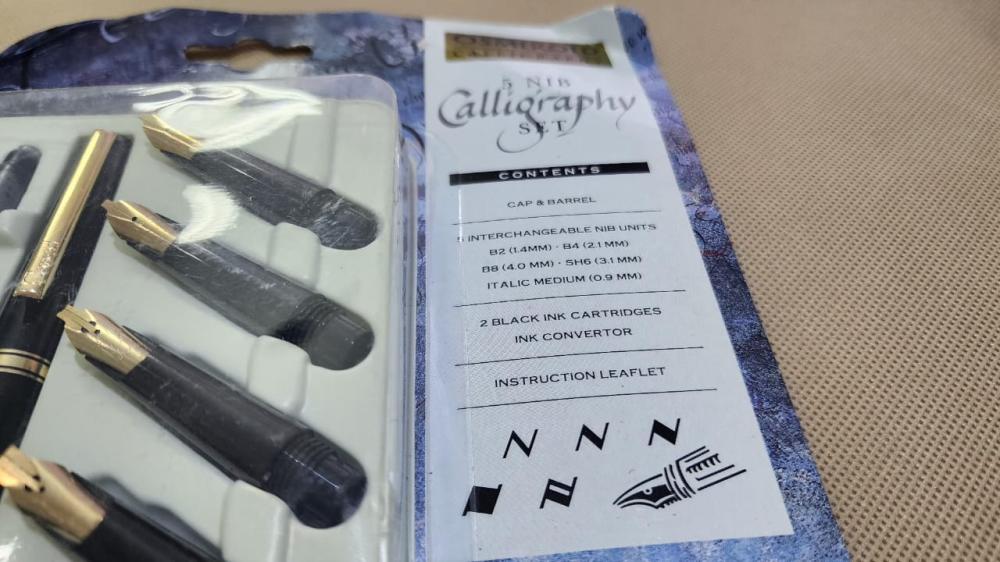 5 NIB
Calligraphy
SET
CONTENTS
CAP & BARREL
5 INTERCHANGEABLE NIB UNITS
B2 (1.4MM) · B4 (2.1 MM)
B8 (4.0 MM) · SH6 (3.1 MM)
ITALIC MEDIUM (0.9 MM)
2 BLACK INK CARTRIDGES
INK CONVERTOR
INSTRUCTION LEAFLET
N N N